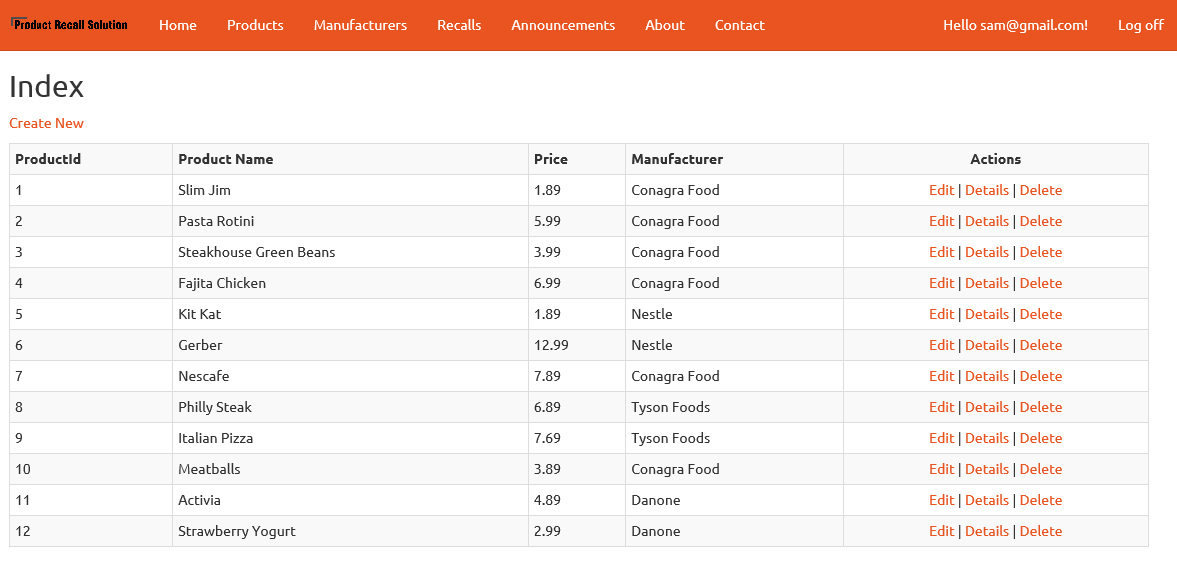 Product Recall Solution Home Products Manufacturers Recalls Announcements About Contact Hello sam@gmail.com! Log off
Index
Create New
ProductId Product Name Price Manufacturer Actions
1 Slim Jim 1.89 Conagra Food Edit | Details | Delete
2 Pasta Rotini 5.99 Conagra Food Edit | Details | Delete
3 Steakhouse Green Beans 3.99 Conagra Food Edit | Details | Delete
4 Fajita Chicken 6.99 Conagra Food Edit | Details | Delete
5 Kit Kat 1.89 Nestle Edit | Details | Delete
6 Gerber 12.99 Nestle Edit | Details | Delete
7 Nescafe 7.89 Conagra Food Edit | Details | Delete
8 Philly Steak 6.89 Tyson Foods Edit | Details | Delete
9 Italian Pizza 7.69 Tyson Foods Edit | Details | Delete
10 Meatballs 3.89 Conagra Food Edit | Details | Delete
11 Activia 4.89 Danone Edit | Details | Delete
12 Strawberry Yogurt 2.99 Danone Edit | Details | Delete